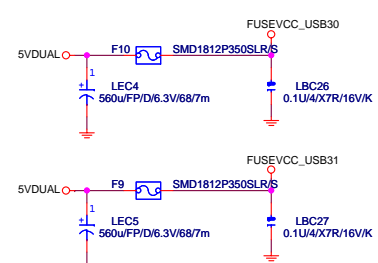 FUSEVCC_USB30
F10 SMD1812P350SLR/S
5VDUAL
1
+
LEC4
560u/FP/D/6.3V/68/7m
LBC26
0.1U/4/X7R/16V/K
FUSEVCC_USB31
F9 SMD1812P350SLR/S
5VDUAL
1
+
LEC5
560u/FP/D/6.3V/68/7m
LBC27
0.1U/4/X7R/16V/K